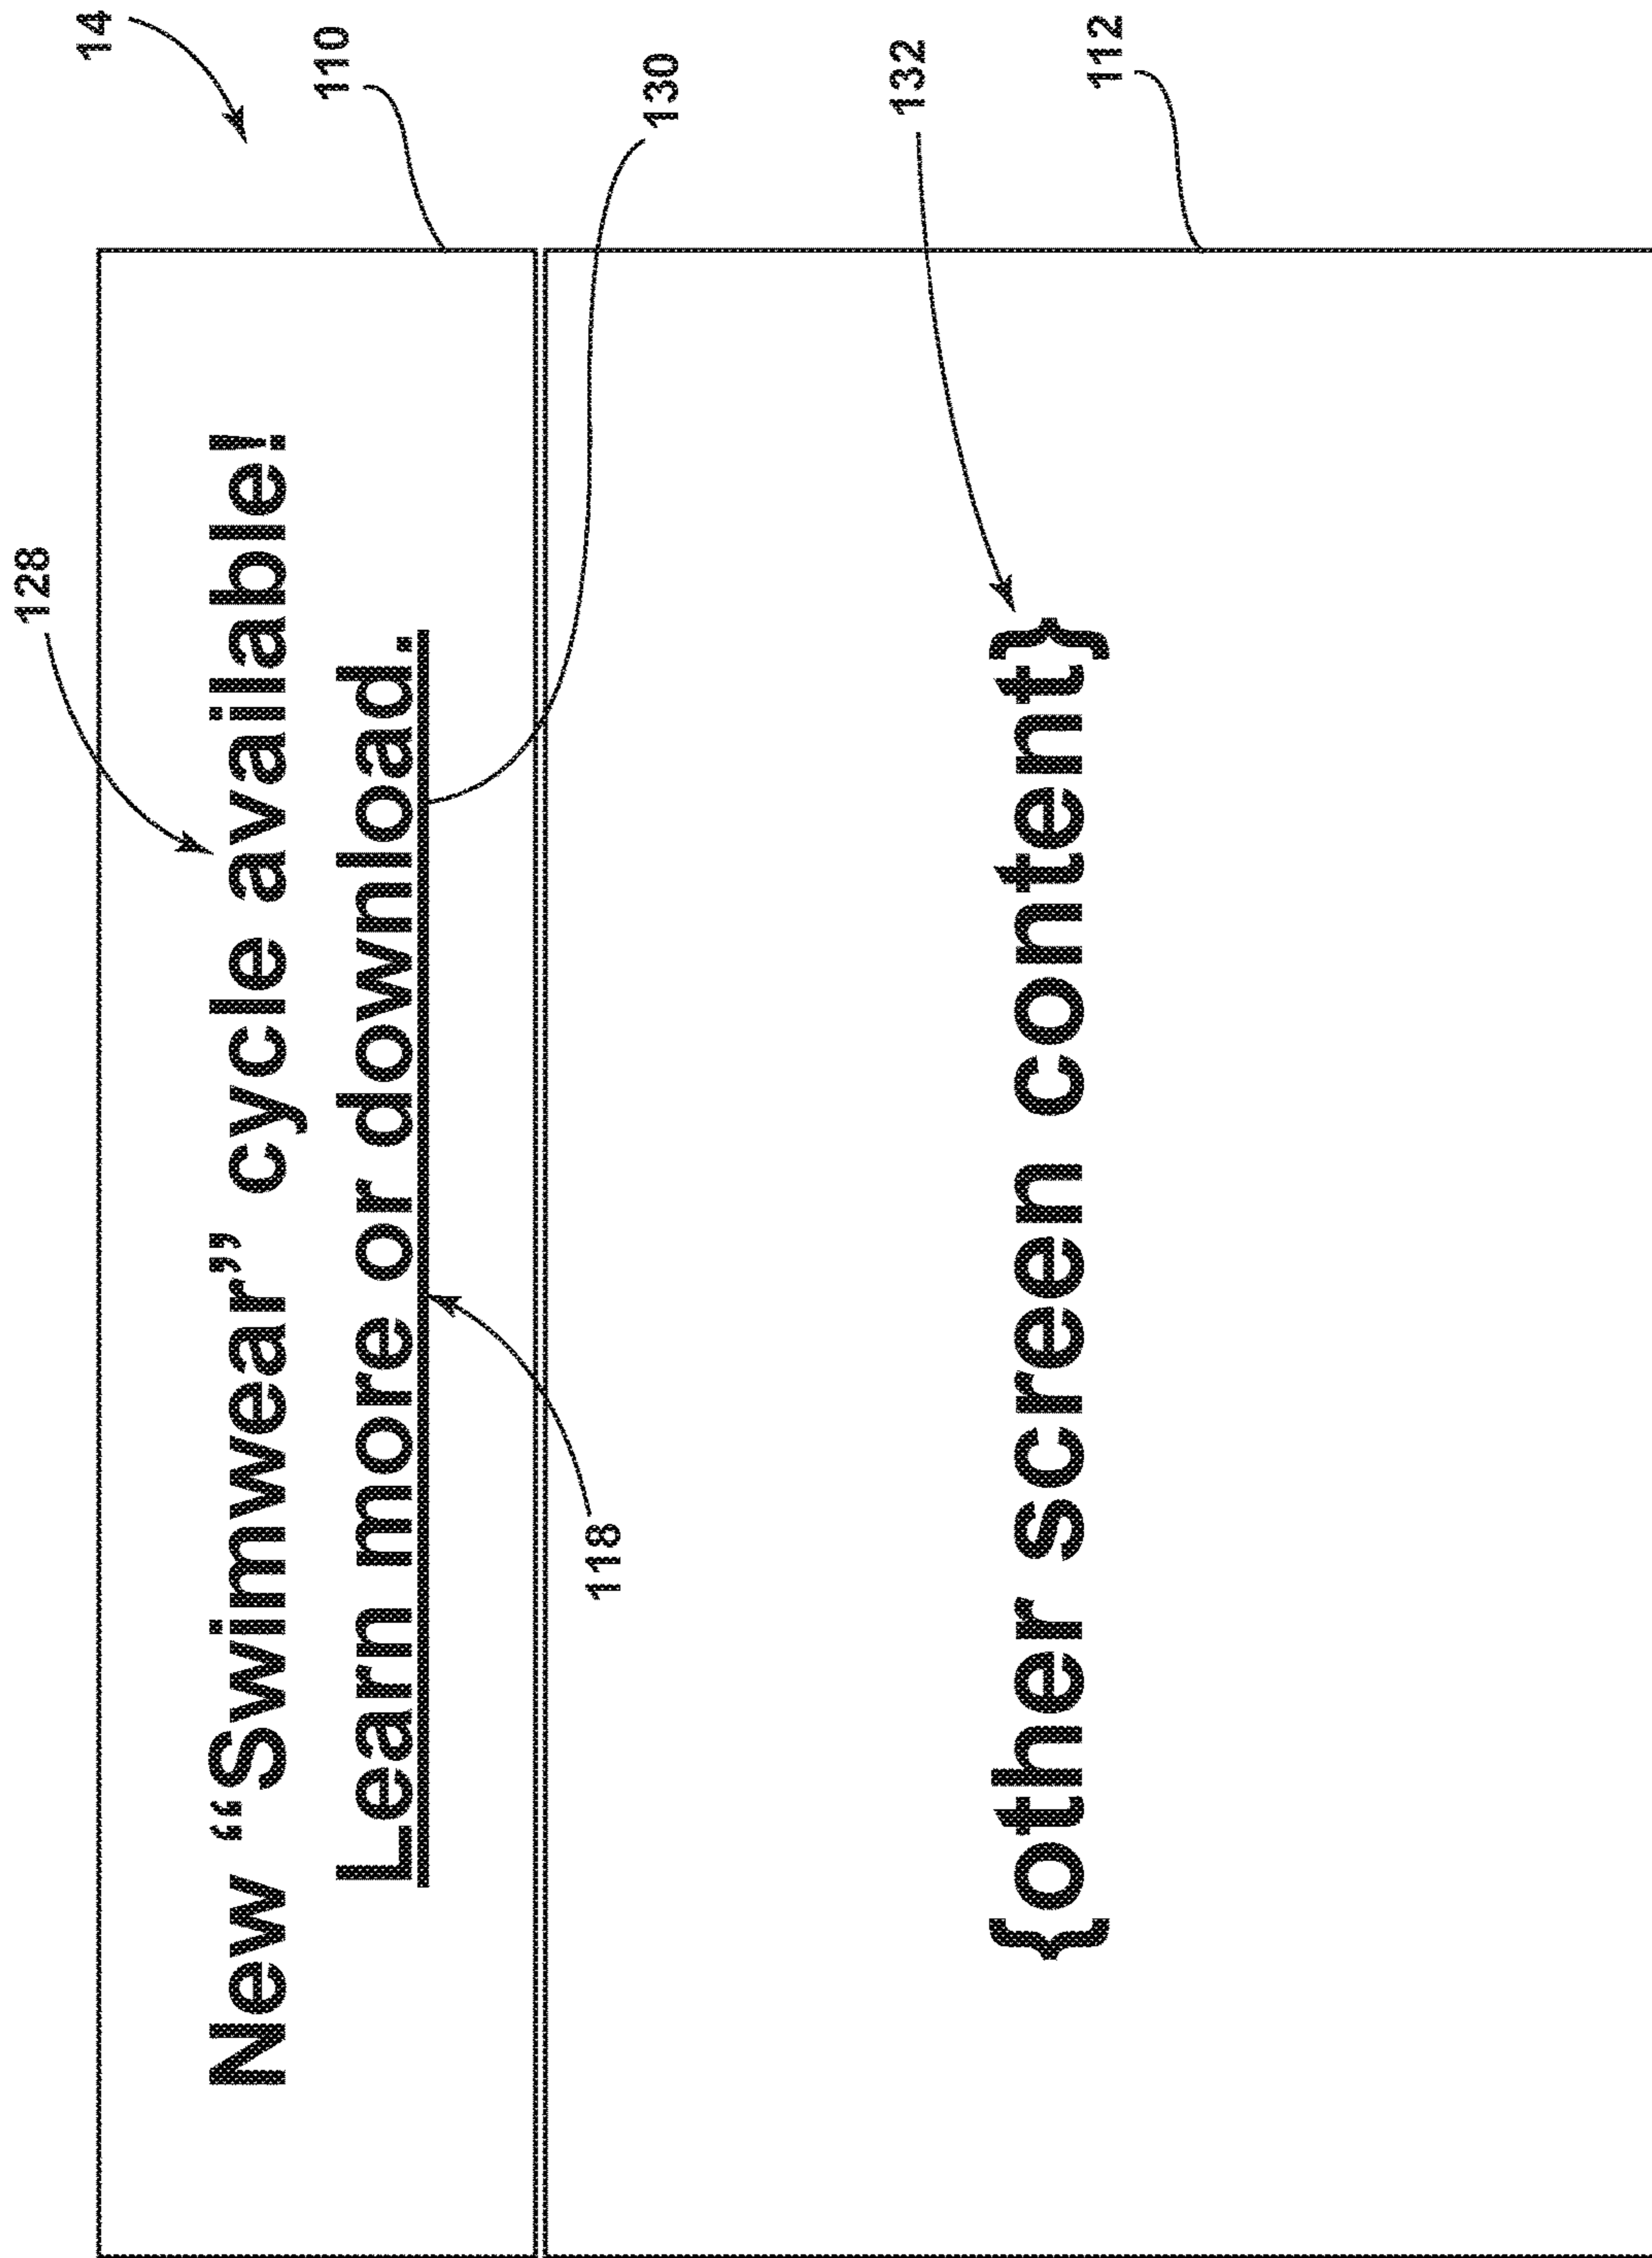 14
110
128
New “Swimwear” cycle available!
Learn more or download.
130
118
132
{other screen content}
112